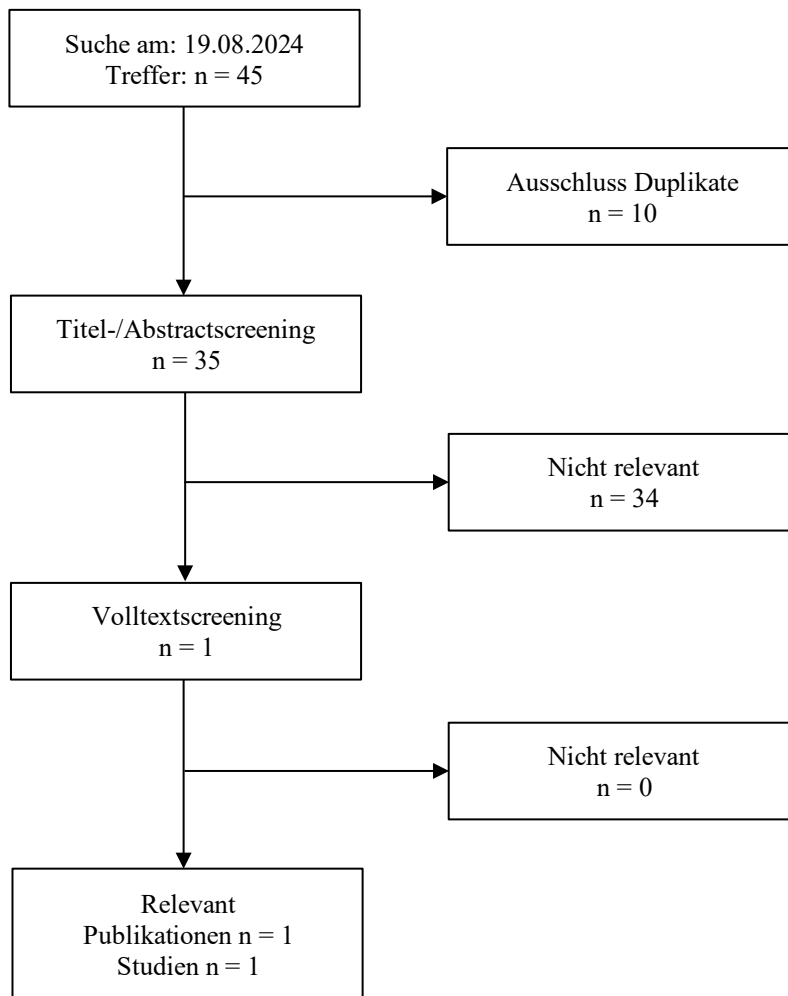 Suche am: 19.08.2024
Treffer: n = 45
Ausschluss Duplikate
n = 10
Titel-/Abstractscreening
n = 35
Nicht relevant
n = 34
Volltextscreening
n = 1
Nicht relevant
n = 0
Relevant
Publikationen n = 1
Studien n = 1